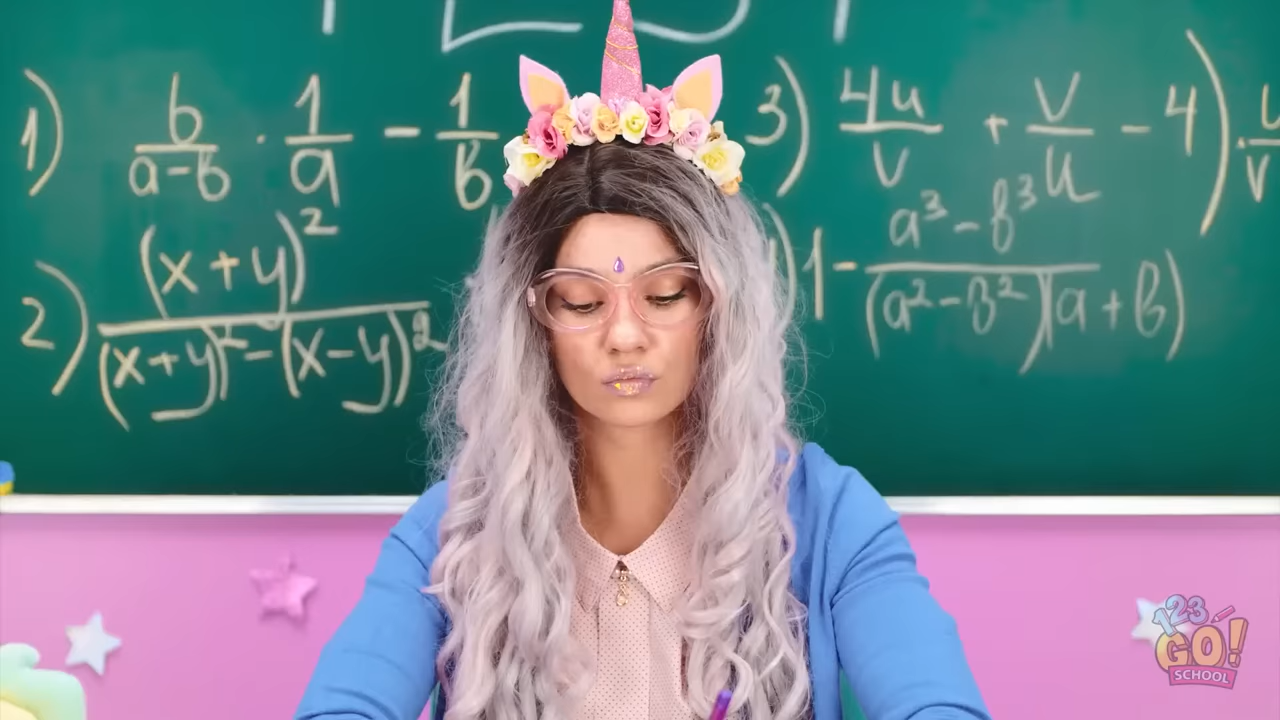 1) b/(a-b) · 1/a - 1/b
2) (x+y)²/((x+y)²-(x-y)²)
3) 4u/v + v/u -
4)
1 - (a³-b³)/((a²-b²)(a+b))
123
GO!
SCHOOL